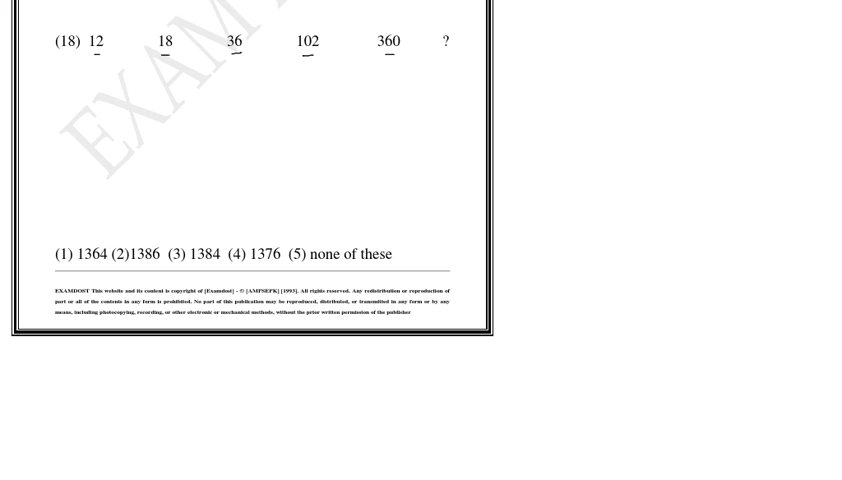 (18) 12 18 36 102 360 ?
EXAM
(1) 1364 (2)1386 (3) 1384 (4) 1376 (5) none of these
EXAMDOST This website and its content is copyright of [Examdost] - © [AMFSEFK] [1993]. All rights reserved. Any redistribution or reproduction of
part or all of the contents in any form is prohibited. No part of this publication may be reproduced, distributed, or transmitted in any form or by any
means, including photocopying, recording, or other electronic or mechanical methods, without the prior written permission of the publisher